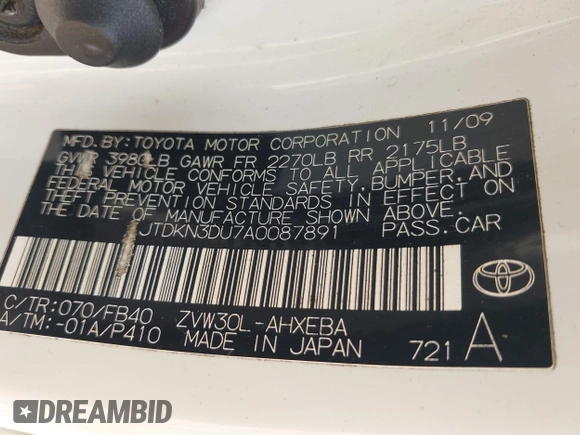 MFD. BY: TOYOTA MOTOR CORPORATION 11/09
GVWR 3980LB GAWR FR 2270LB RR 2175LB
THIS VEHICLE CONFORMS TO ALL APPLICABLE
FEDERAL MOTOR VEHICLE SAFETY, BUMPER, AND
THEFT PREVENTION STANDARDS IN EFFECT ON
THE DATE OF MANUFACTURE SHOWN ABOVE.
JTDKN3DU7A0087891 PASS. CAR
C/TR: 070/FB40 ZVW30L-AHXEBA
A/TM: -01A/P410 MADE IN JAPAN 721 A
$DREAMBID